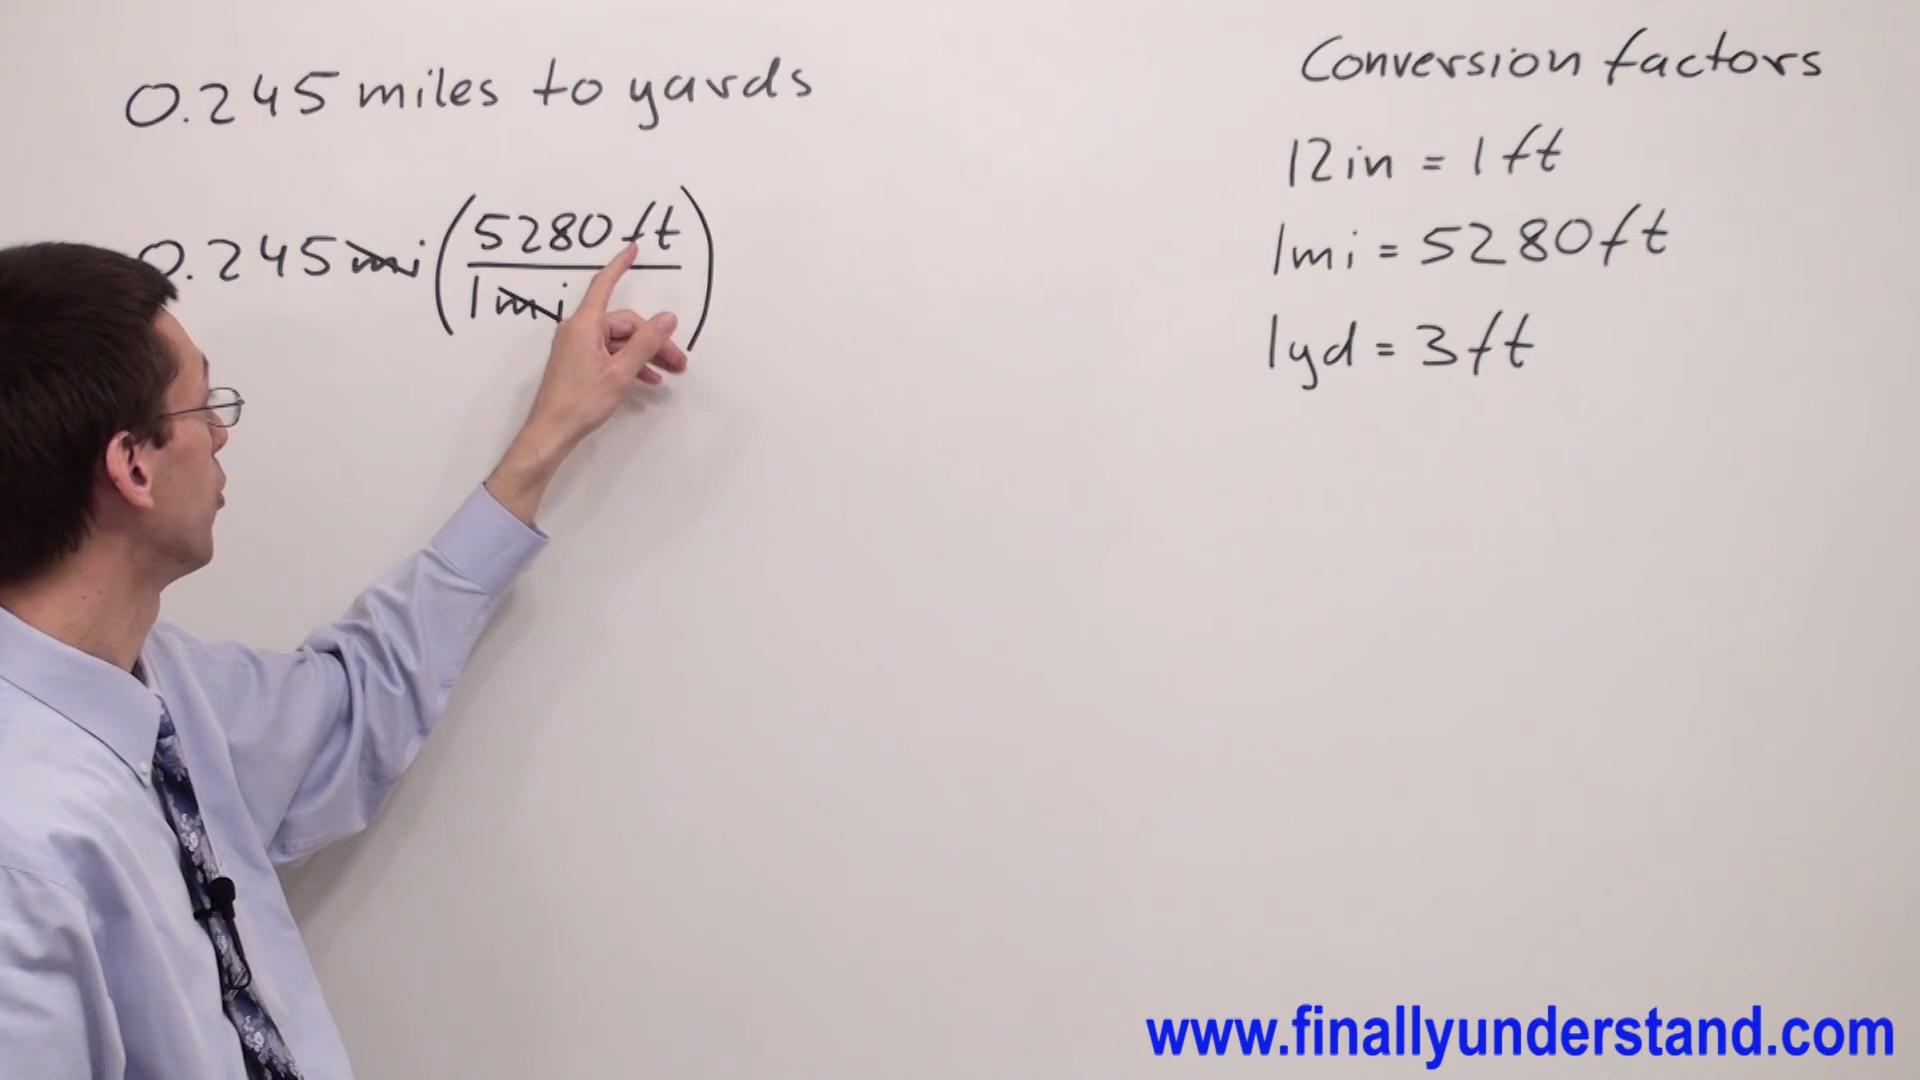 0.245 miles to yards
0.245 mi (5280 ft
1 mi)
Conversion factors
12 in = 1 ft
1 mi = 5280 ft
1 yd = 3 ft
www.finallyunderstand.com